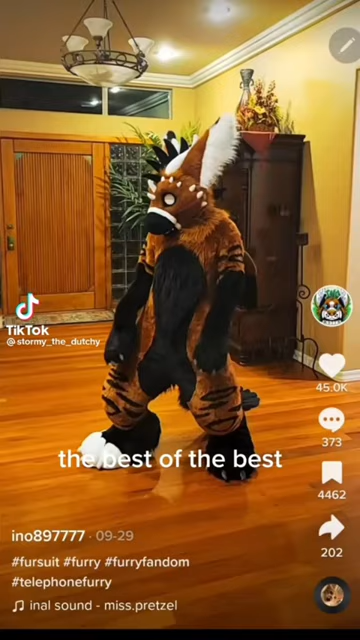 TikTok
@stormy_the_dutchy
45.0K
373
the best of the best
4462
ino897777 · 09-29
202
#fursuit #furry #furryfandom
#telephonefurry
inal sound - miss.pretzel